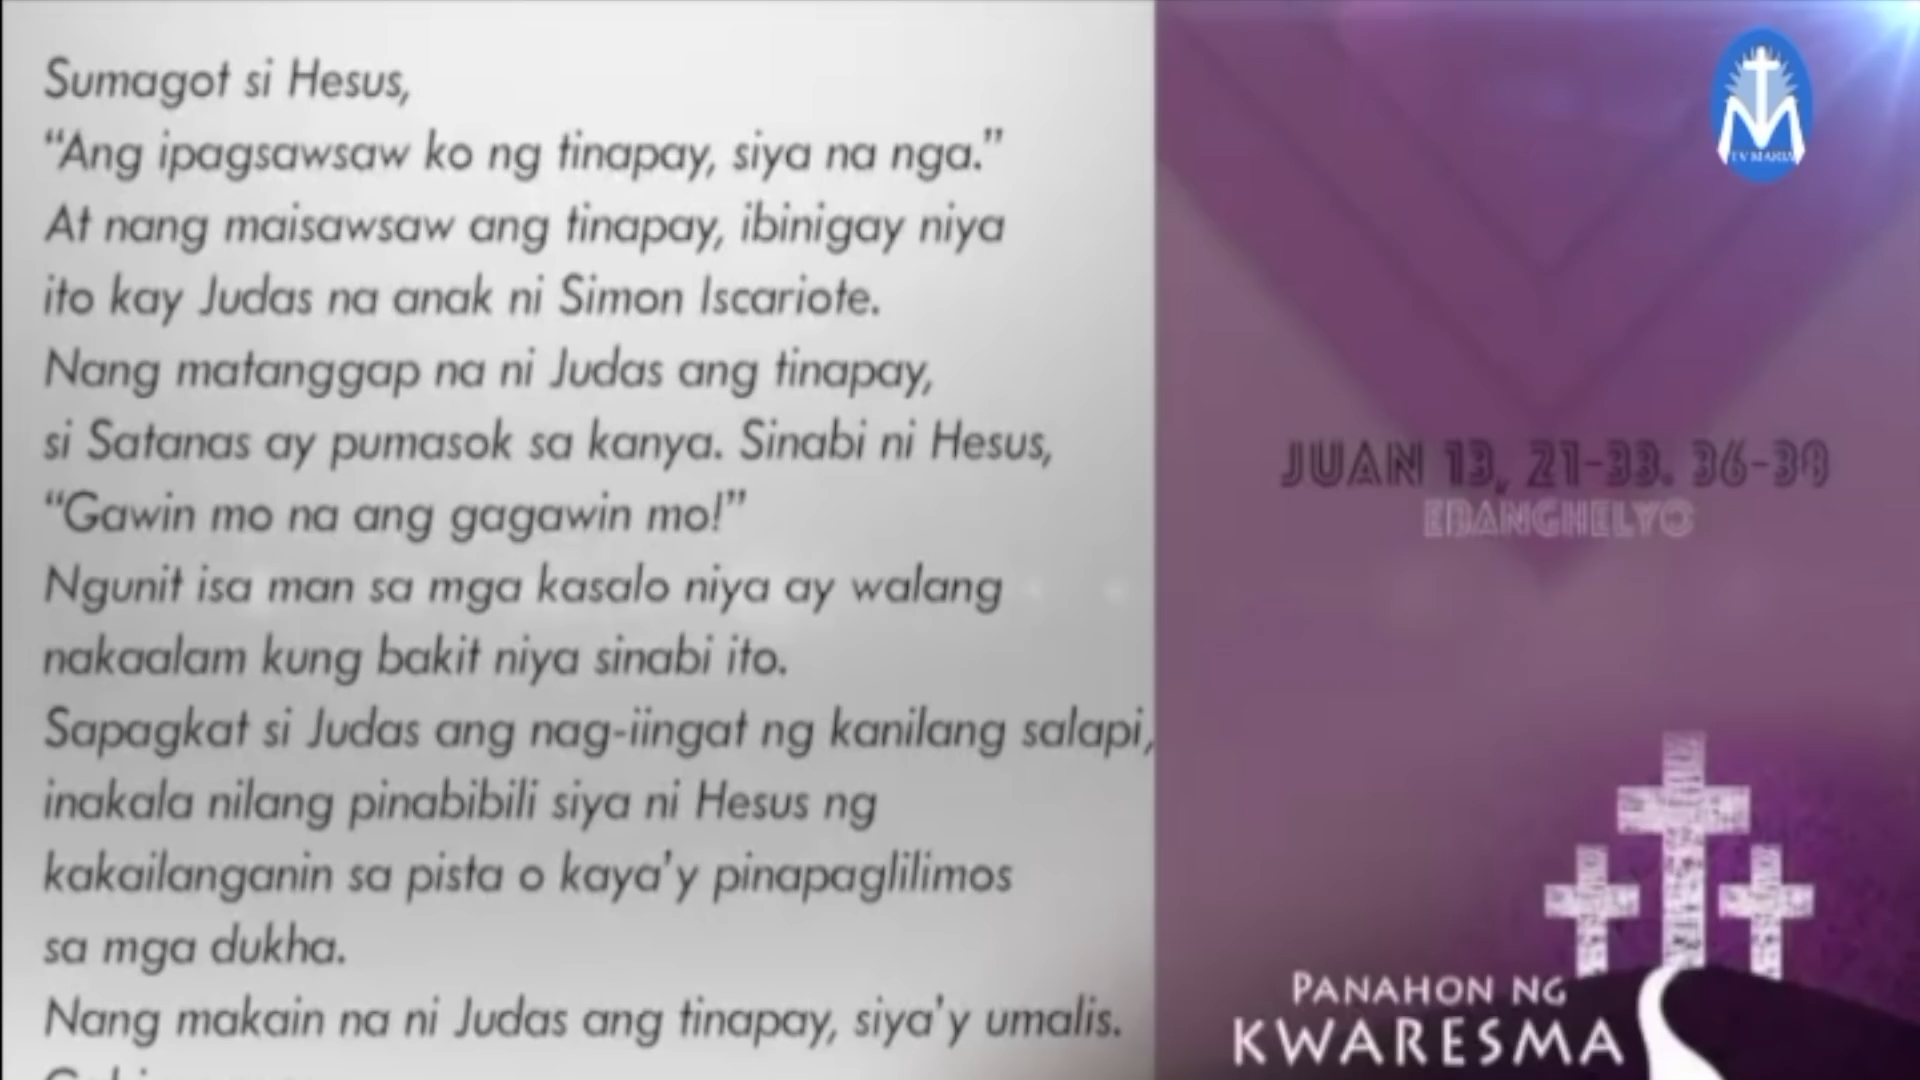 Sumagot si Hesus,
“Ang ipagsawsaw ko ng tinapay, siya na nga.”
At nang maisawsaw ang tinapay, ibinigay niya
ito kay Judas na anak ni Simon Iscariote.
Nang matanggap na ni Judas ang tinapay,
si Satanas ay pumasok sa kanya. Sinabi ni Hesus,
“Gawin mo na ang gagawin mo!”
Ngunit isa man sa mga kasalo niya ay walang
nakaalam kung bakit niya sinabi ito.
Sapagkat si Judas ang nag-iingat ng kanilang salapi,
inakala nilang pinabibili siya ni Hesus ng
kakailanganin sa pista o kaya'y pinapaglilimos
sa mga dukha.
Nang makain na ni Judas ang tinapay, siya'y umalis.
TV MARIA
JUAN 13, 21-33. 36-38
EBANGHELYO
PANAHON NG
KWARESMA